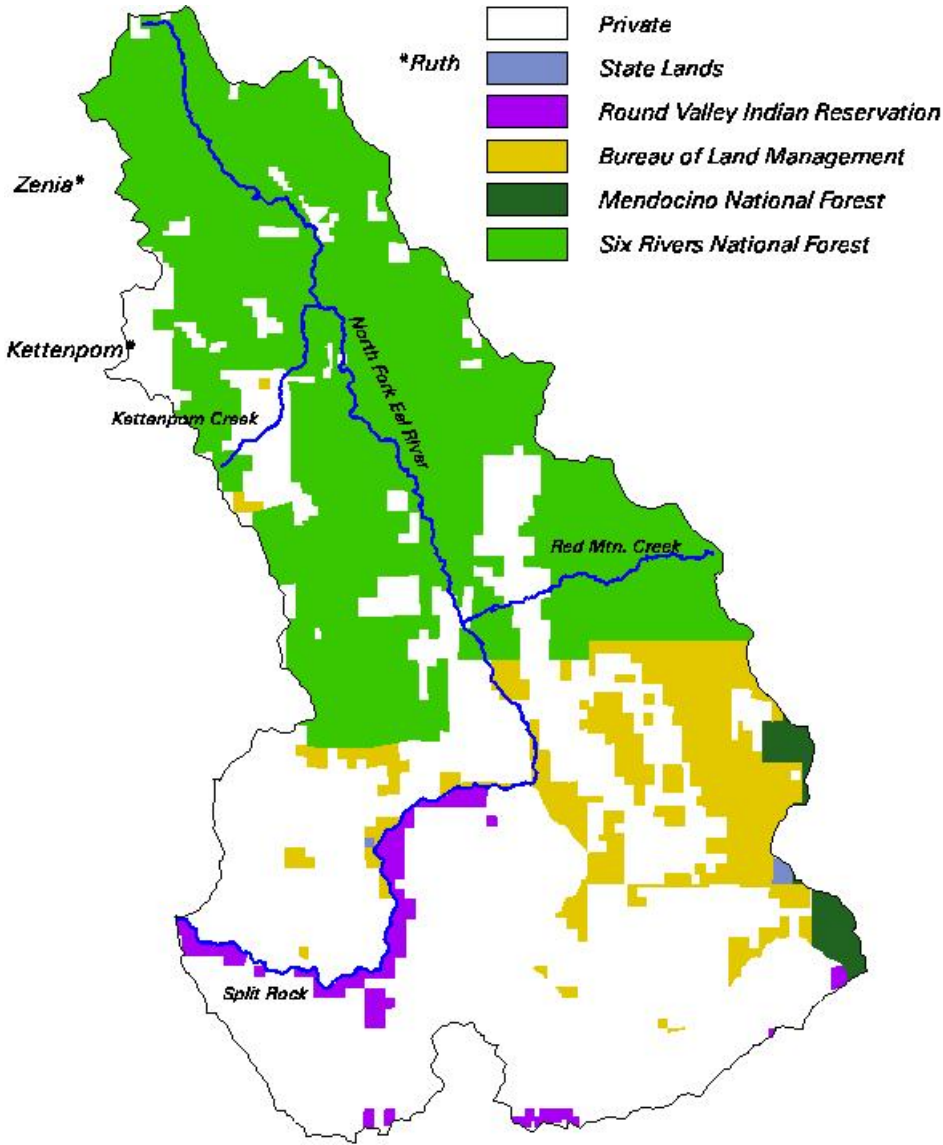 Private
*Ruth
State Lands
Round Valley Indian Reservation
Bureau of Land Management
Zenia*
Mendocino National Forest
Six Rivers National Forest
Kettenpom*
North Fork Eel River
Kettenpom Creek
Red Mtn. Creek
Split Rock